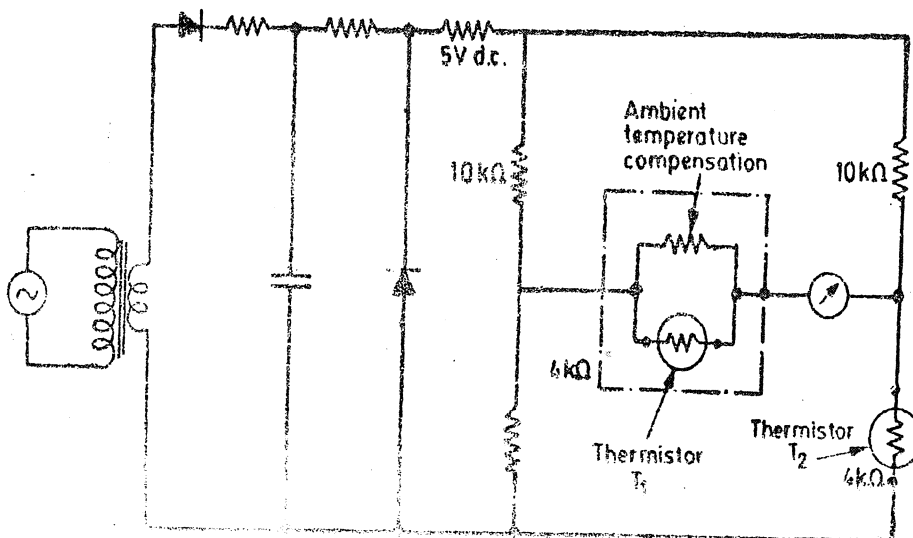 5V d.c.
Ambient
temperature
compensation
10kΩ
10kΩ
4kΩ
Thermistor
T₁
Thermistor
T₂
4kΩ